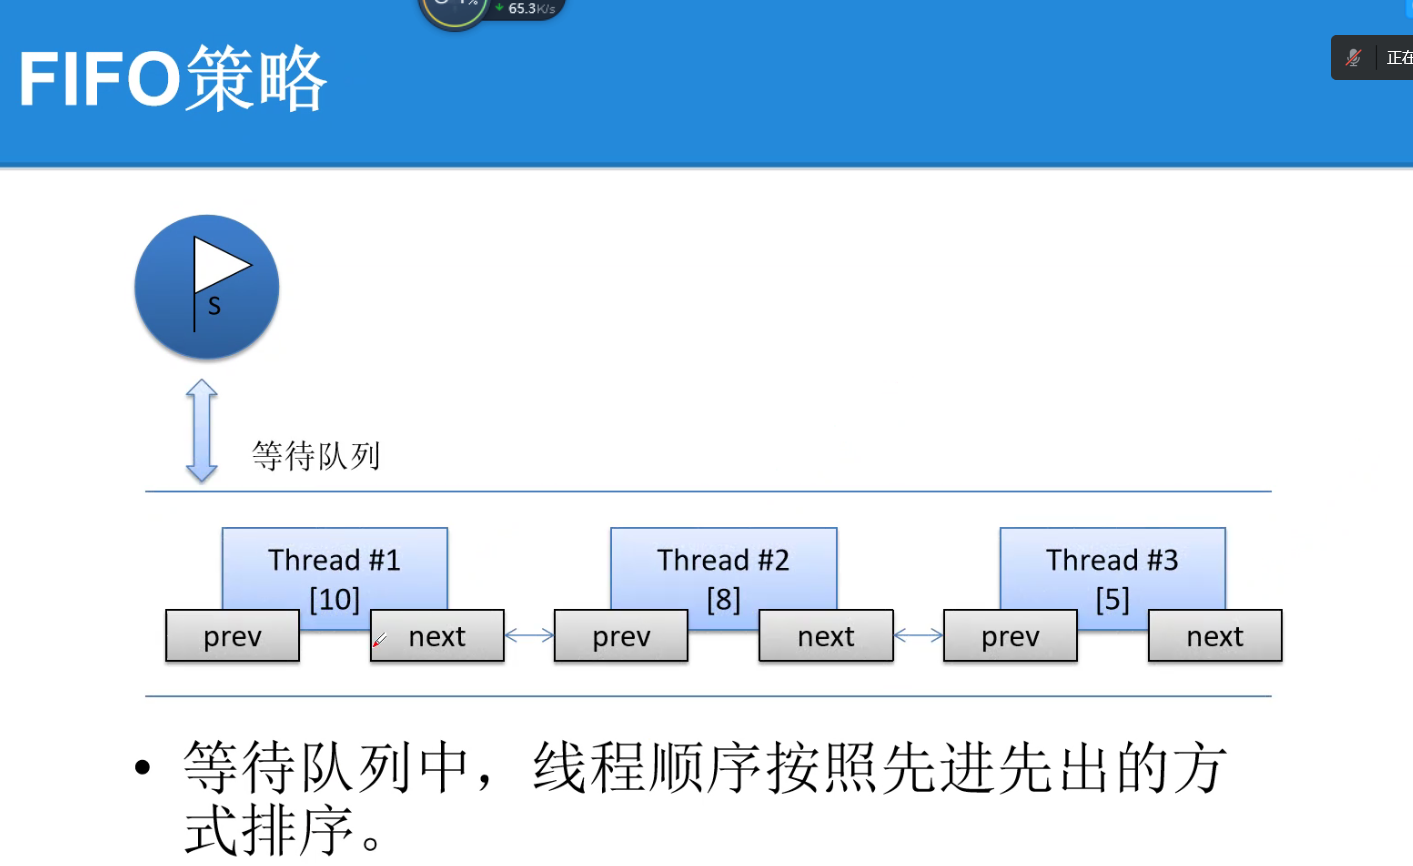 65.3K/s
FIFO策略
正在
S
等待队列
Thread #1
[10]
prev
next
Thread #2
[8]
prev
next
Thread #3
[5]
prev
next
• 等待队列中，线程顺序按照先进先出的方
式排序。